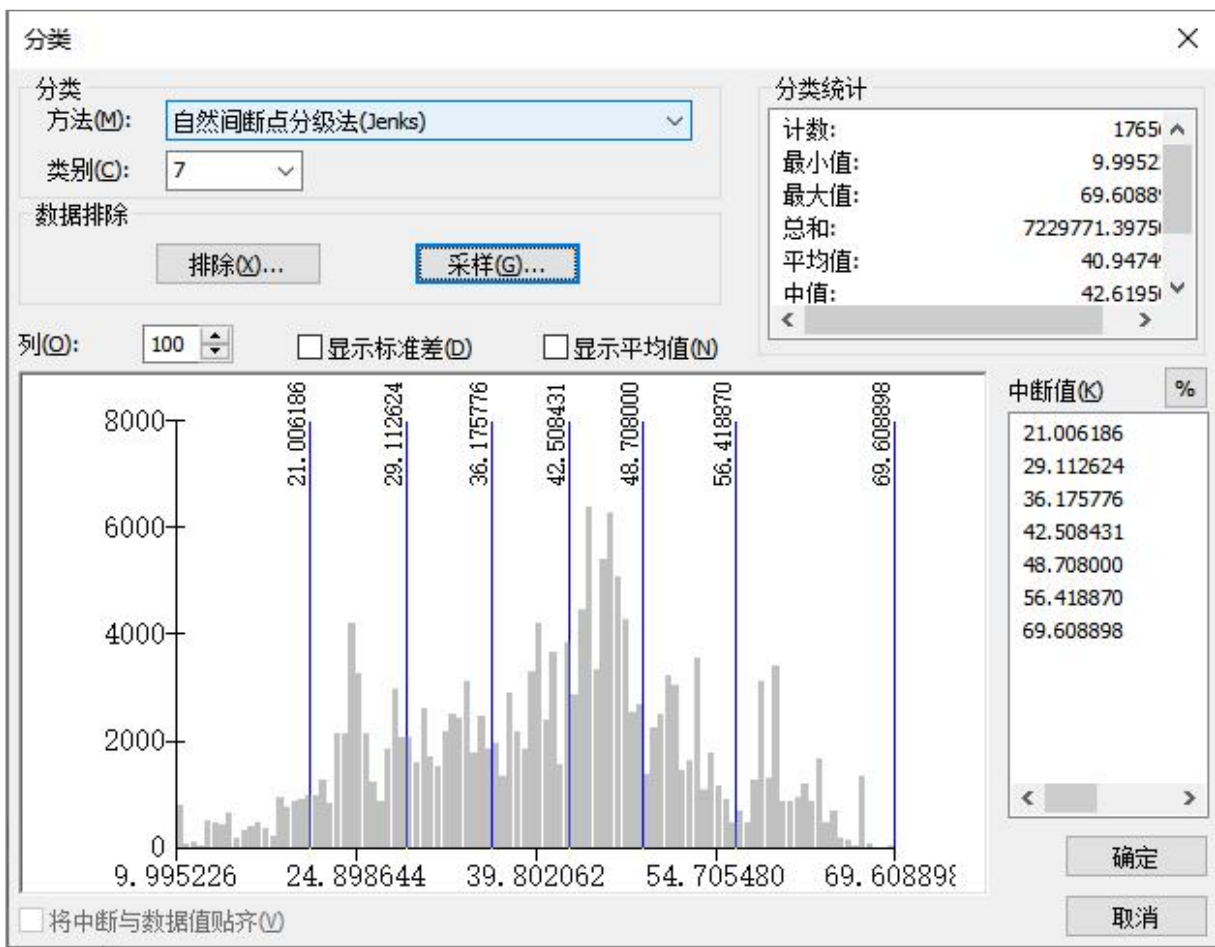 分类
分类
方法(M):
自然间断点分级法(Jenks)
类别(C):
7
数据排除
排除(X)...
采样(G)...
分类统计
计数:
1765
最小值:
9.9952
最大值:
69.6088
总和:
7229771.3975
平均值:
40.9474
中值:
42.6195
列(O):
100
显示标准差(D)
显示平均值(N)
中断值(K)
%
8000
6000
4000
2000
0
21.006186
29.112624
36.175776
42.508431
48.708000
56.418870
69.608898
9.995226
24.898644
39.802062
54.705480
69.608898
21.006186
29.112624
36.175776
42.508431
48.708000
56.418870
69.608898
将中断与数据值贴齐(V)
确定
取消